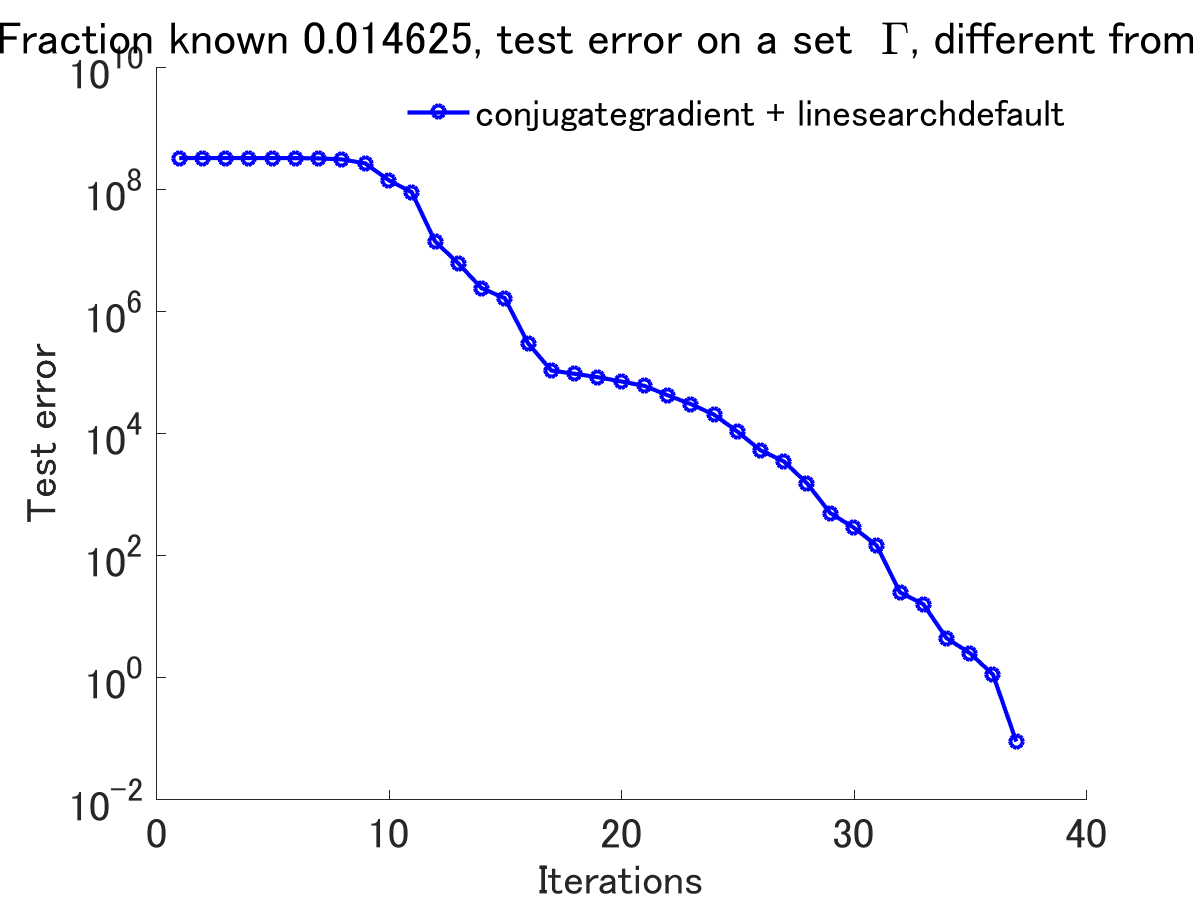 Fraction known 0.014625, test error on a set Γ, different from
10^10
conjugategradient + linesearchdefault
10^8
10^6
10^4
10^2
10^0
10^-2
Test error
0 10 20 30 40
Iterations